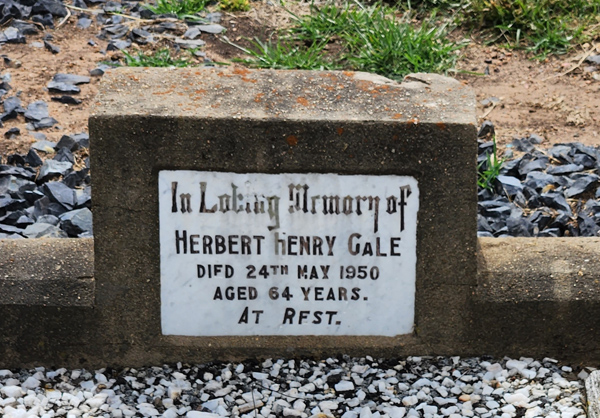 In Loving Memory of
HERBERT HENRY GALE
DIED 24TH MAY 1950
AGED 64 YEARS.
AT REST.